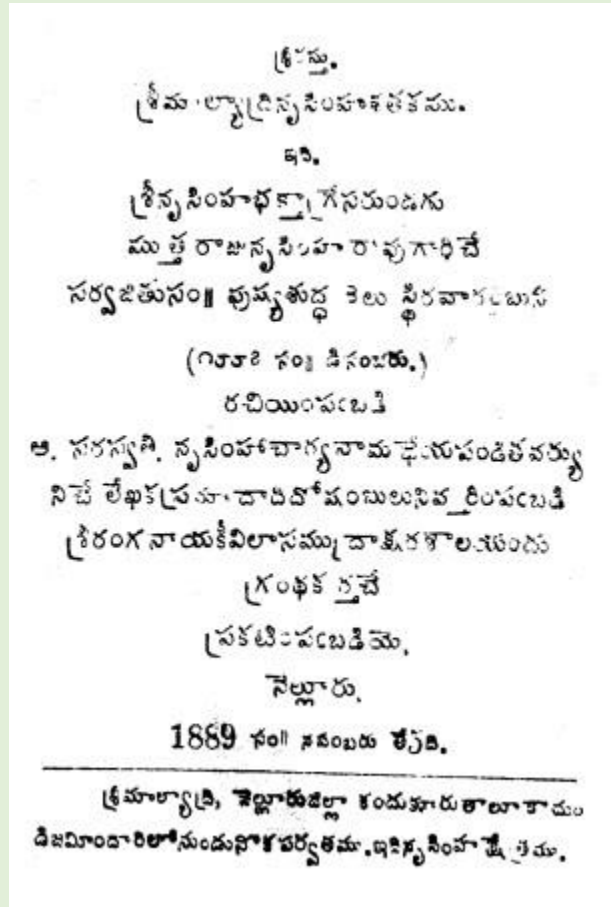 శ్రీరస్తు.
శ్రీమాల్యాద్రినృసింహశతకము.
ఇది.
శ్రీనృసింహభక్తాగ్రేసరుండగు
ముత్తరాజునృసింహరావుగారిచే
సర్వజితుసం॥ పుష్యశుద్ధ స్థిరవారంబున
(౧౮౮౭ సం॥ డిసంబరు.)
రచియింపఁబడి
ఆ. సరస్వతి. నృసింహాచార్యనామధేయపండితవర్యు
నిచే లేఖకప్రమాదాదిదోషంబులునివర్తింపఁబడి
శ్రీరంగనాయకీవిలాసముద్రాక్షరశాలయందు
గ్రంథకర్తచే
ప్రకటింపఁబడియె.
నెల్లూరు.
1889 సం॥ నవంబరు తేది.
శ్రీమాల్యాద్రి, నెల్లూరుజిల్లా కందుకూరుతాలూకాచుం
డిజమీందారిలోనుండునొకపర్వతము. ఇదినృసింహక్షేత్రము.